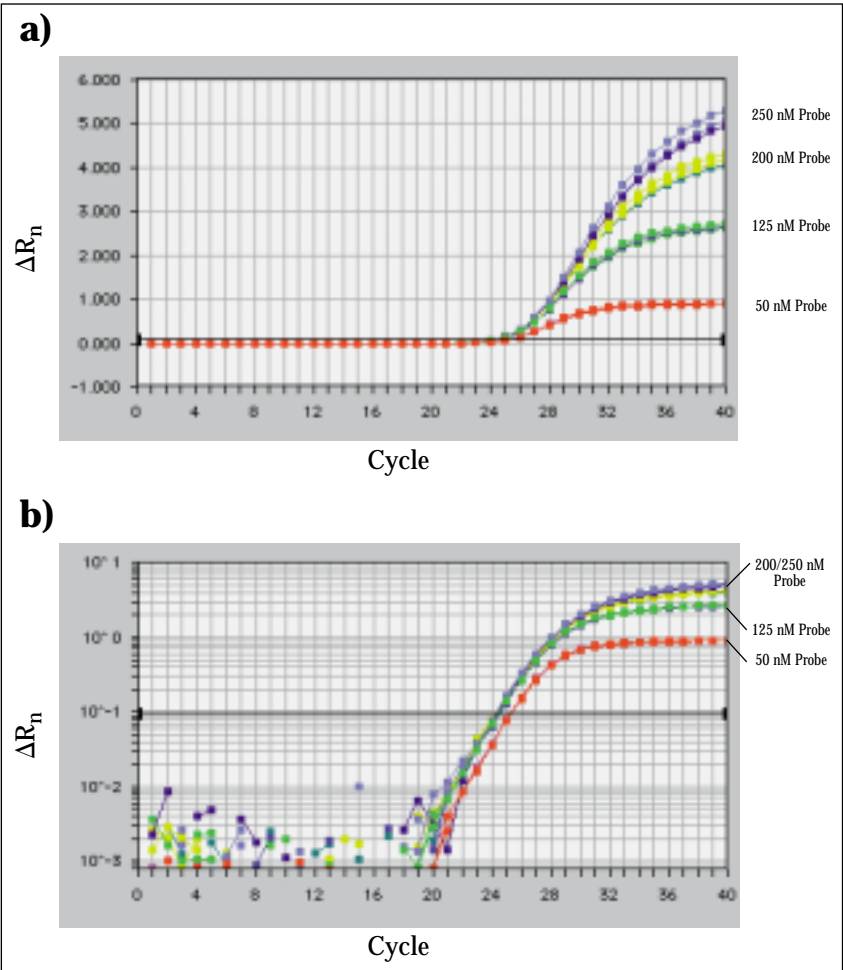 a)
6.000
5.000
4.000
3.000
2.000
1.000
0.000
-1.000
ΔRn
0 4 8 12 16 20 24 28 32 36 40
Cycle
250 nM Probe
200 nM Probe
125 nM Probe
50 nM Probe
b)
10^1
10^0
10^-1
10^-2
10^-3
ΔRn
0 4 8 12 16 20 24 28 32 36 40
Cycle
200/250 nM
Probe
125 nM Probe
50 nM Probe